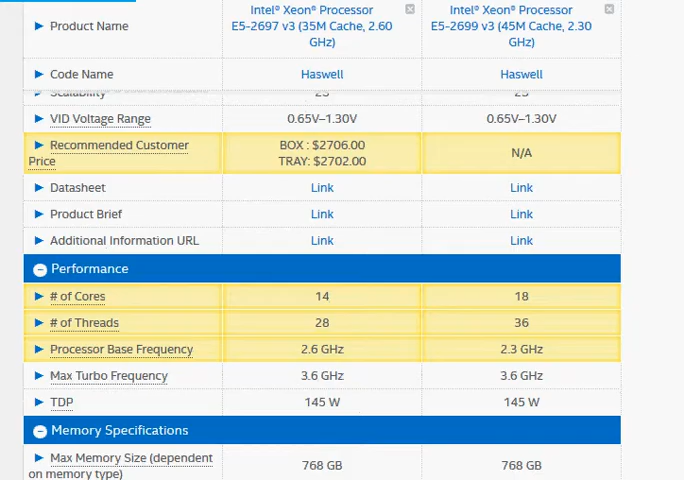 Product Name
Intel® Xeon® Processor
E5-2697 v3 (35M Cache, 2.60
GHz)
Intel® Xeon® Processor
E5-2699 v3 (45M Cache, 2.30
GHz)
Code Name Haswell Haswell
Scalability 2S 2S
VID Voltage Range 0.65V–1.30V 0.65V–1.30V
Recommended Customer
Price
BOX : $2706.00
TRAY: $2702.00
N/A
Datasheet Link Link
Product Brief Link Link
Additional Information URL Link Link
Performance
# of Cores 14 18
# of Threads 28 36
Processor Base Frequency 2.6 GHz 2.3 GHz
Max Turbo Frequency 3.6 GHz 3.6 GHz
TDP 145 W 145 W
Memory Specifications
Max Memory Size (dependent
on memory type)
768 GB 768 GB